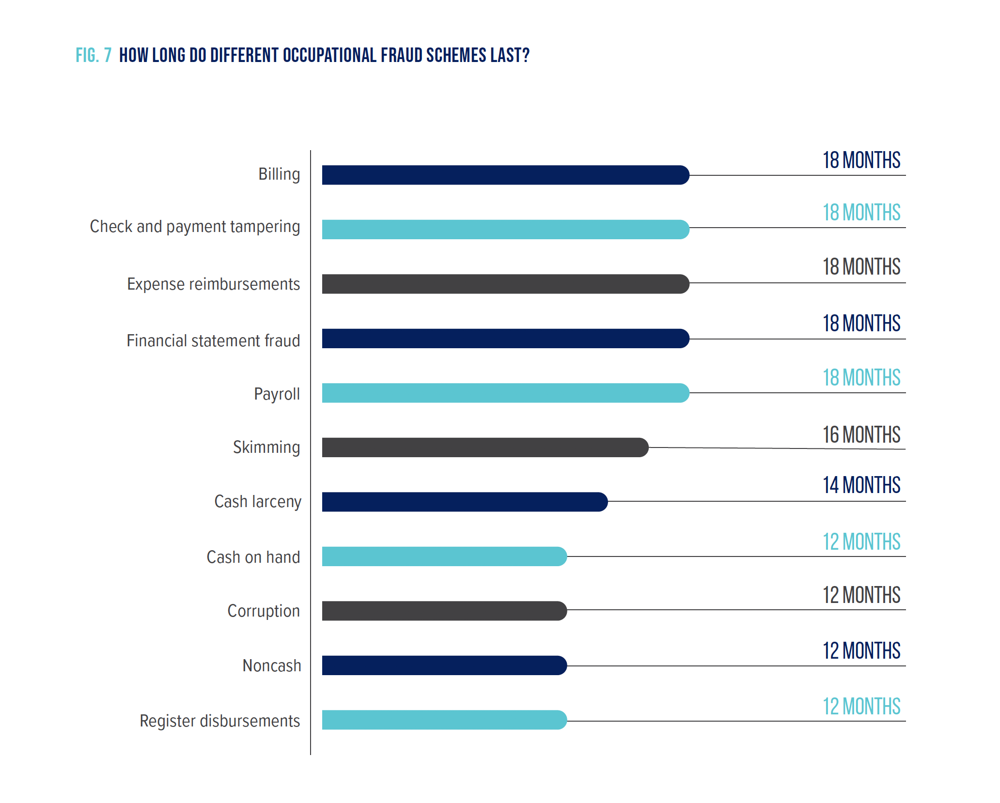 FIG. 7 HOW LONG DO DIFFERENT OCCUPATIONAL FRAUD SCHEMES LAST?
Billing 18 MONTHS
Check and payment tampering 18 MONTHS
Expense reimbursements 18 MONTHS
Financial statement fraud 18 MONTHS
Payroll 18 MONTHS
Skimming 16 MONTHS
Cash larceny 14 MONTHS
Cash on hand 12 MONTHS
Corruption 12 MONTHS
Noncash 12 MONTHS
Register disbursements 12 MONTHS